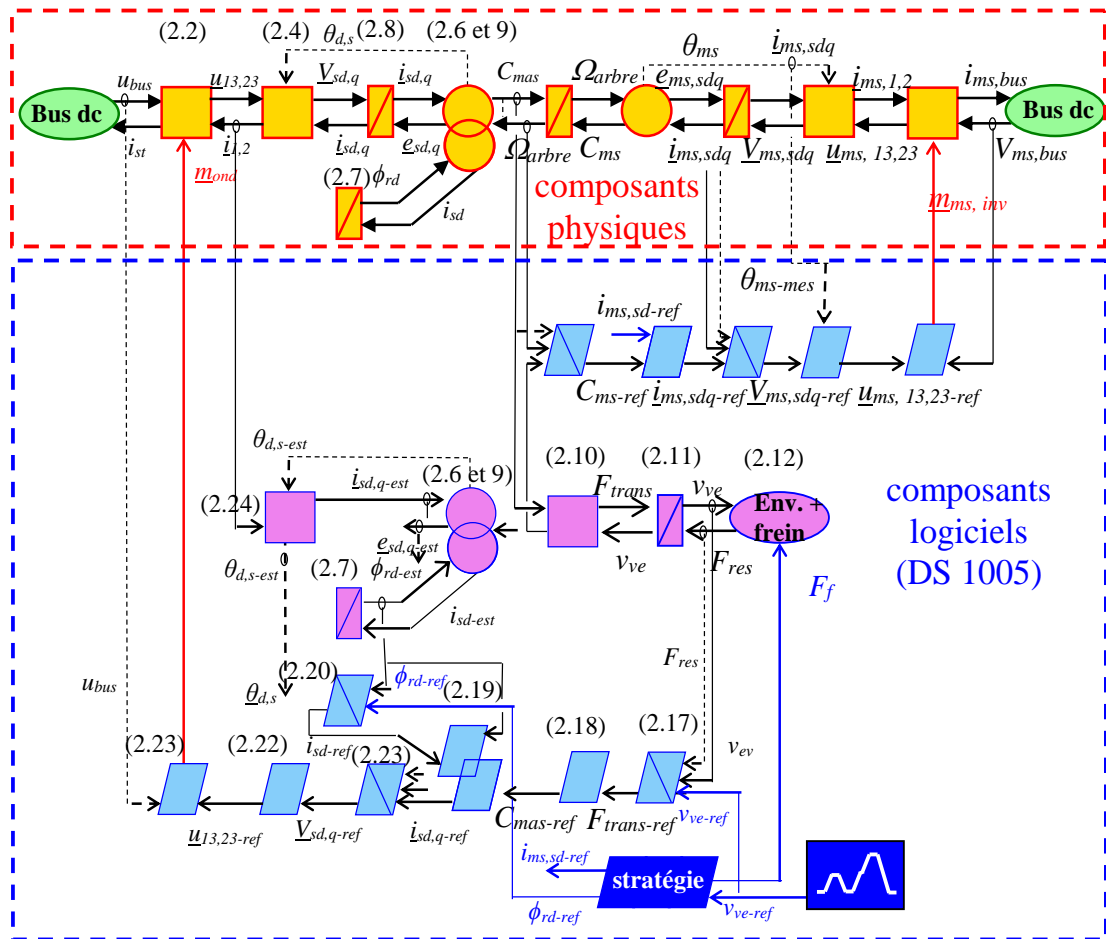 (2.2) (2.4) θd,s (2.8) (2.6 et 9) θms ims,sdq
ubus u13,23 Vsd,q isd,q Cmas Ωarbre ems,sdq ims,1,2 ims,bus
Bus dc Bus dc
ist i1,2 isd,q esd,q Ωarbre Cms ims,sdq Vms,sdq ums, 13,23 Vms,bus
mond (2.7) ϕrd isd composants physiques mms, inv
θms-mes
ims,sd-ref
Cms-ref ims,sdq-ref Vms,sdq-ref ums, 13,23-ref
θd,s-est
isd,q-est (2.6 et 9) (2.10) (2.11) (2.12)
(2.24) Ftrans vve Env. + frein
esd,q-est vve Fres
composants logiciels (DS 1005)
θd,s-est (2.7) ϕrd-est Ff
isd-est
Fres
ubus θd,s (2.20) ϕrd-ref (2.19)
(2.23) (2.22) isd-ref (2.23) (2.18) (2.17) vev
u13,23-ref Vsd,q-ref isd,q-ref Cmas-ref Ftrans-ref vve-ref
ims,sd-ref stratégie
ϕrd-ref vve-ref